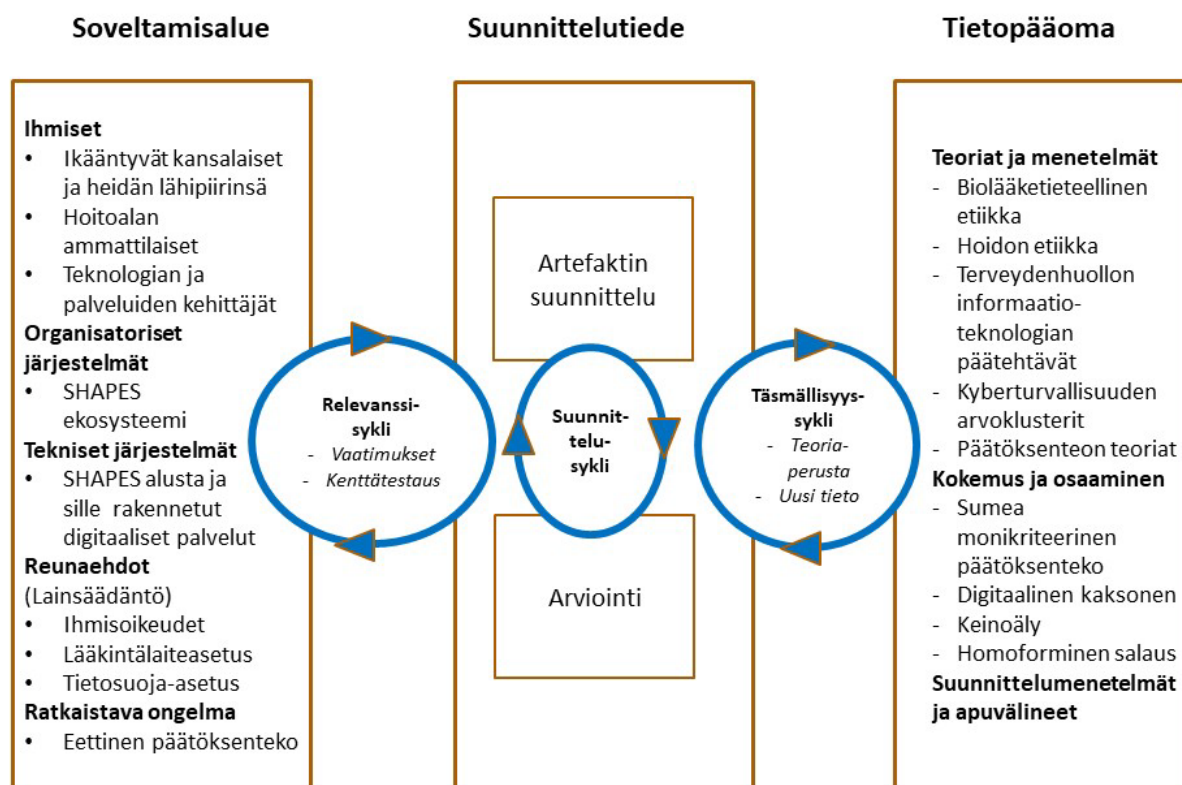 Soveltamisalue
Suunnittelutiede
Tietopääoma
Ihmiset
• Ikääntyvät kansalaiset
ja heidän lähipiirinsä
• Hoitoalan
ammattilaiset
• Teknologian ja
palveluiden kehittäjät
Organisatoriset
järjestelmät
• SHAPES
ekosysteemi
Tekniset järjestelmät
• SHAPES alusta ja
sille rakennetut
digitaaliset palvelut
Reunaehdot
(Lainsäädäntö)
• Ihmisoikeudet
• Lääkintälaiteasetus
• Tietosuoja-asetus
Ratkaistava ongelma
• Eettinen päätöksenteko
Relevanssi-
sykli
- Vaatimukset
- Kenttätestaus
Artefaktin
suunnittelu
Suunnit-
telu-
sykli
Arviointi
Täsmällisyys-
sykli
- Teoria-
perusta
- Uusi tieto
Teoriat ja menetelmät
- Biolääketieteellinen
etiikka
- Hoidon etiikka
- Terveydenhuollon
informaatio-
teknologian
päätehtävät
- Kyberturvallisuuden
arvoklusterit
- Päätöksenteon teoriat
Kokemus ja osaaminen
- Sumea
monikriteerinen
päätöksenteko
- Digitaalinen kaksonen
- Keinoäly
- Homoforminen salaus
Suunnittelumenetelmät
ja apuvälineet